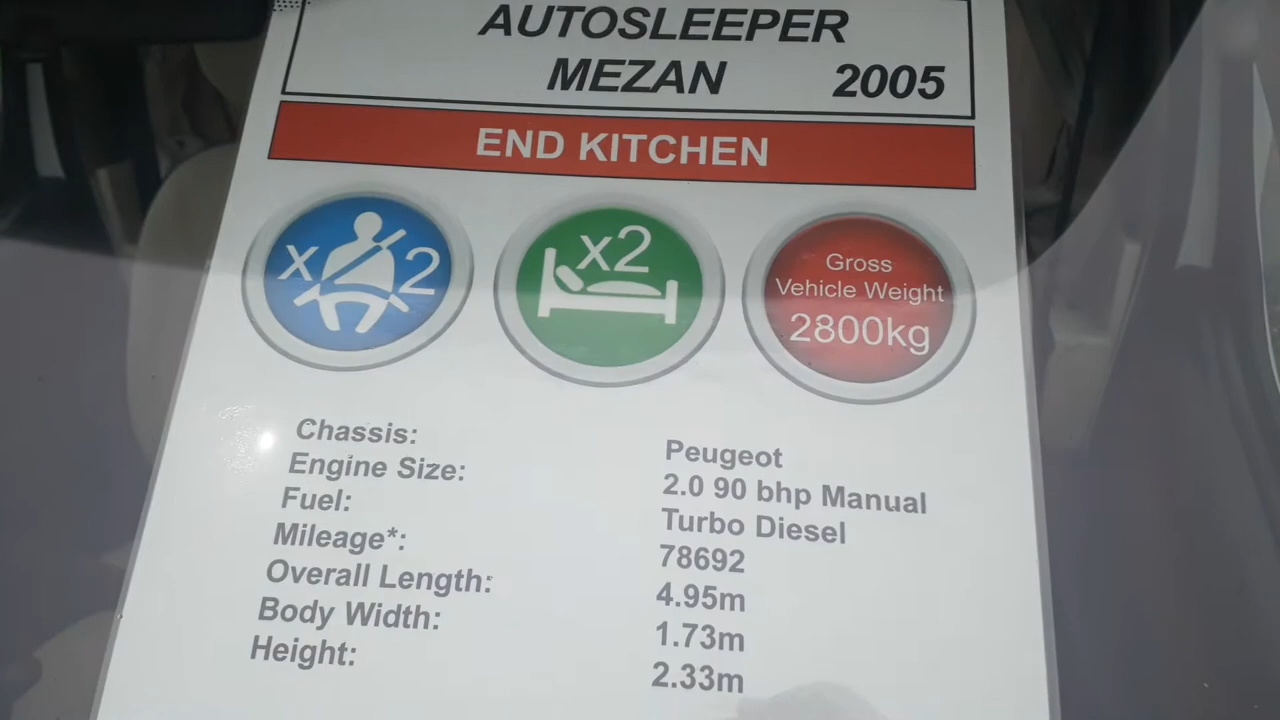 AUTOSLEEPER
MEZAN 2005
END KITCHEN
x 2
x2
Gross
Vehicle Weight
2800kg
Chassis: Peugeot
Engine Size: 2.0 90 bhp Manual
Fuel: Turbo Diesel
Mileage*: 78692
Overall Length: 4.95m
Body Width: 1.73m
Height: 2.33m